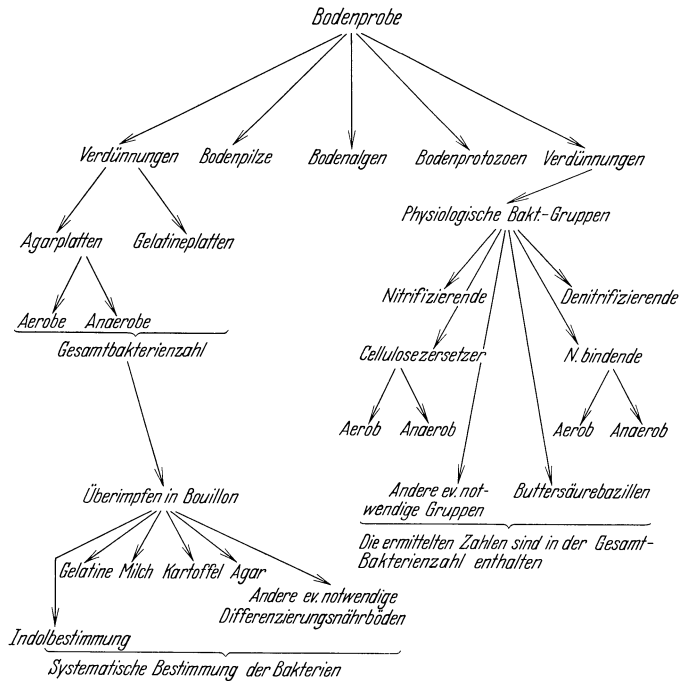 Bodenprobe
Verdünnungen Bodenpilze Bodenalgen Bodenprotozoen Verdünnungen
Physiologische Bakt.-Gruppen
Agarplatten Gelatineplatten
Nitrifizierende Denitrifizierende
Aerobe Anaerobe
Gesamtbakterienzahl
Cellulosezersetzer N. bindende
Aerob Anaerob Aerob Anaerob
Überimpfen in Bouillon
Andere ev. not-
wendige Gruppen
Buttersäurebazillen
Die ermittelten Zahlen sind in der Gesamt-
Bakterienzahl enthalten
Gelatine Milch Kartoffel Agar
Andere ev. notwendige
Differenzierungsnährböden
Indolbestimmung
Systematische Bestimmung der Bakterien